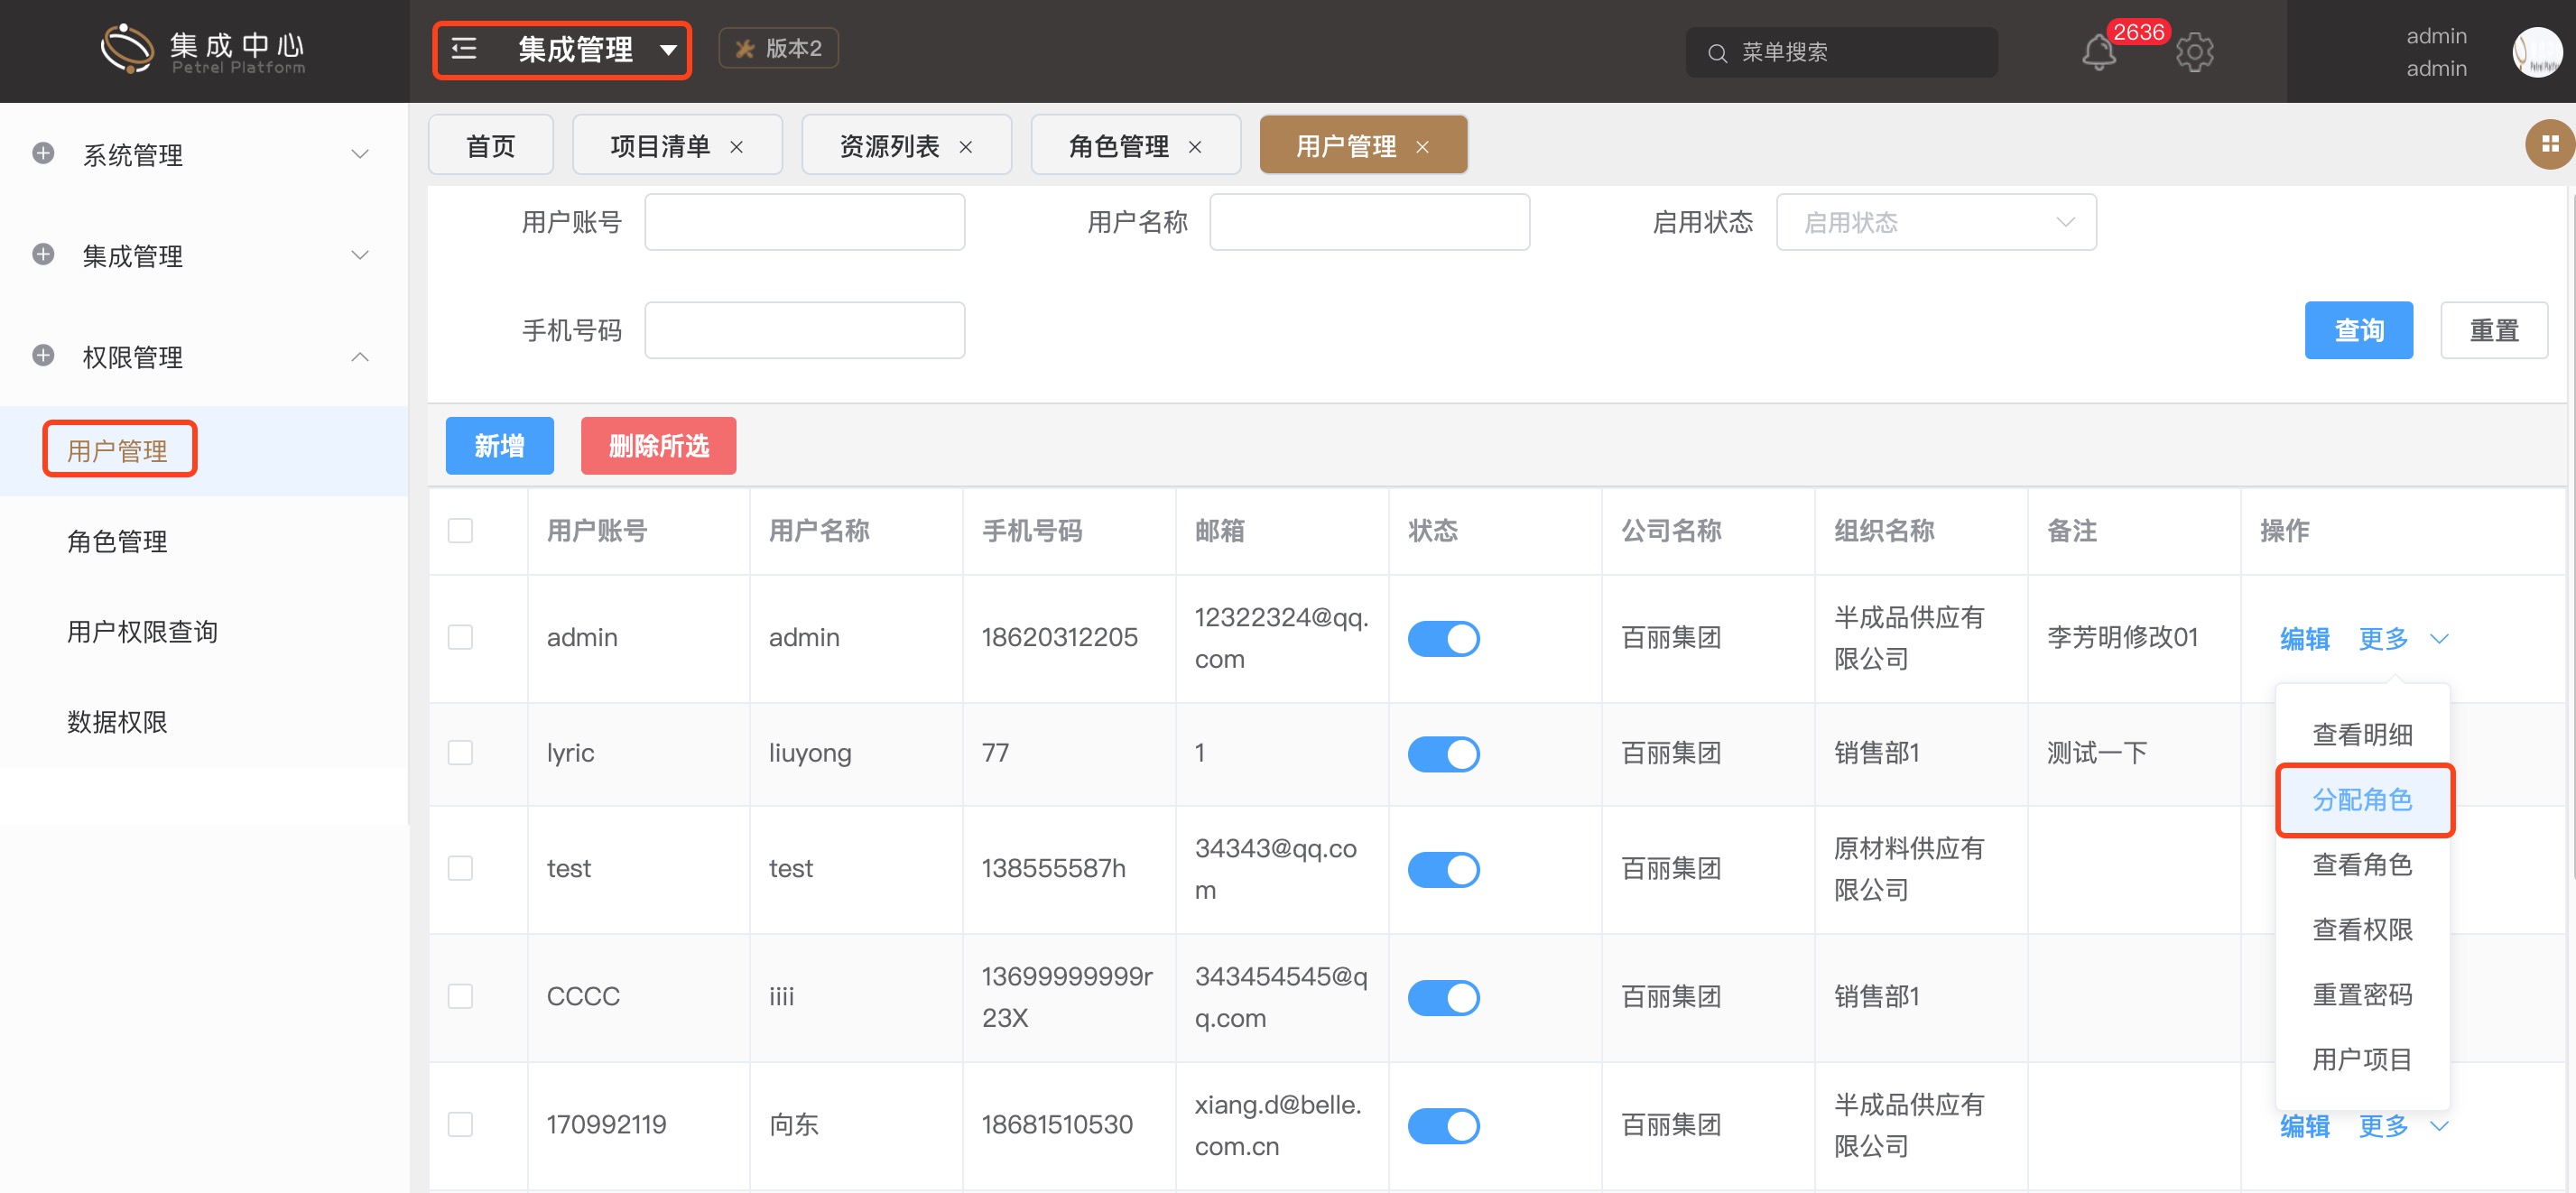 集成中心
Petrel Platform
集成管理
版本2
菜单搜索
2636
admin
admin
系统管理
集成管理
权限管理
用户管理
角色管理
用户权限查询
数据权限
首页
项目清单
资源列表
角色管理
用户管理
用户账号
用户名称
启用状态
启用状态
手机号码
查询
重置
新增
删除所选
用户账号 用户名称 手机号码 邮箱 状态 公司名称 组织名称 备注 操作
admin admin 18620312205 12322324@qq.
com 百丽集团 半成品供应有
限公司 李芳明修改01 编辑 更多
lyric liuyong 77 1 百丽集团 销售部1 测试一下
test test 138555587h 34343@qq.co
m 百丽集团 原材料供应有
限公司
CCCC iiii 13699999999r
23X 343454545@q
q.com 百丽集团 销售部1
170992119 向东 18681510530 xiang.d@belle.
com.cn 百丽集团 半成品供应有
限公司 编辑 更多
查看明细
分配角色
查看角色
查看权限
重置密码
用户项目